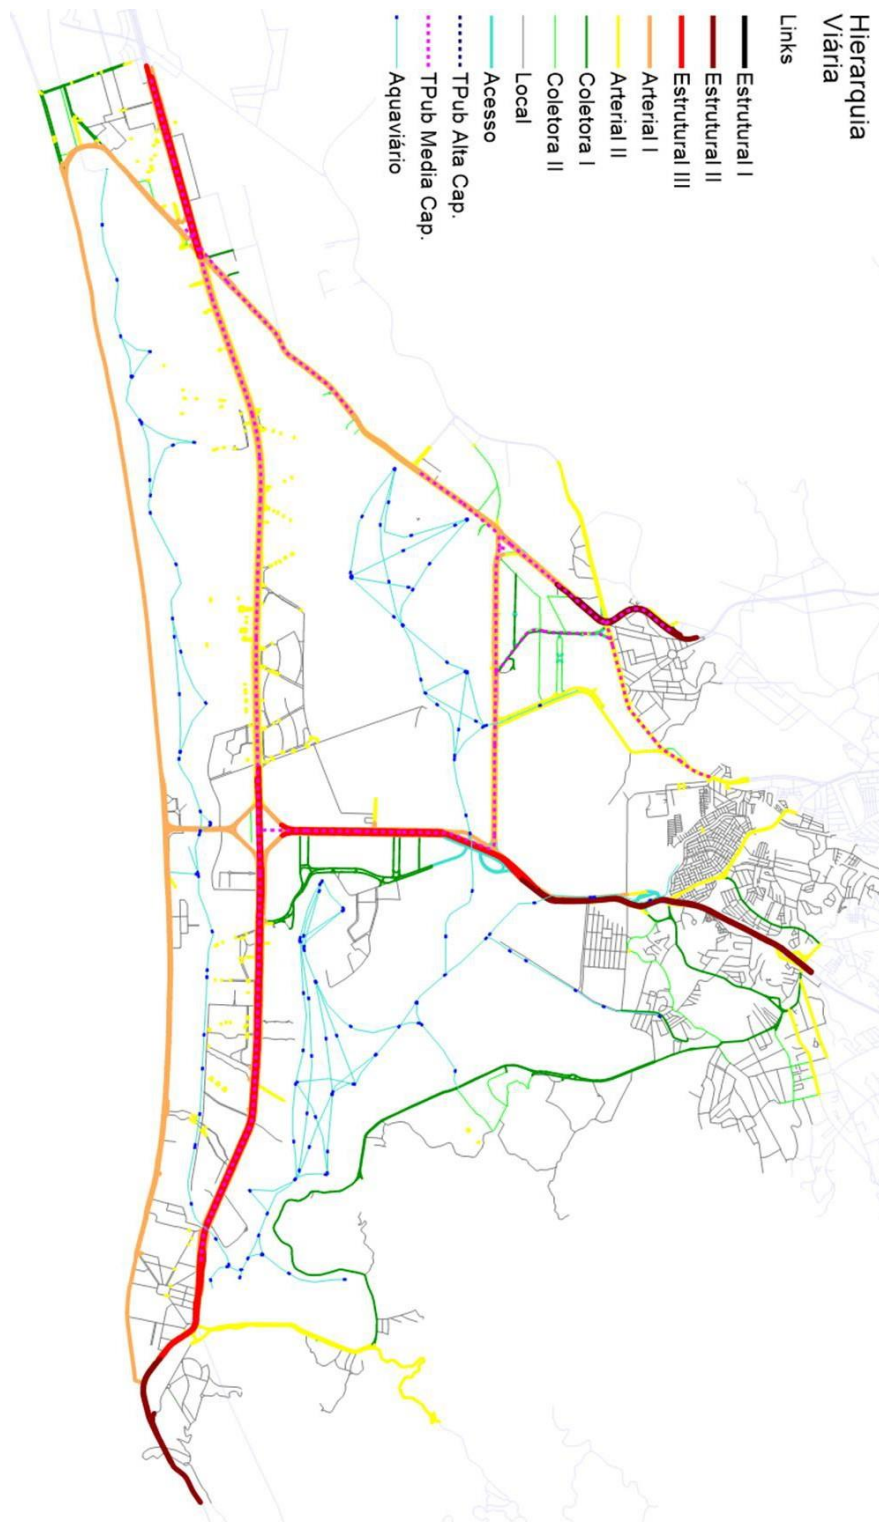 Hierarquia
Viária
Links
Estrutural I
Estrutural II
Estrutural III
Arterial I
Arterial II
Coletora I
Coletora II
Local
Acesso
TPub Alta Cap.
TPub Media Cap.
Aquaviário